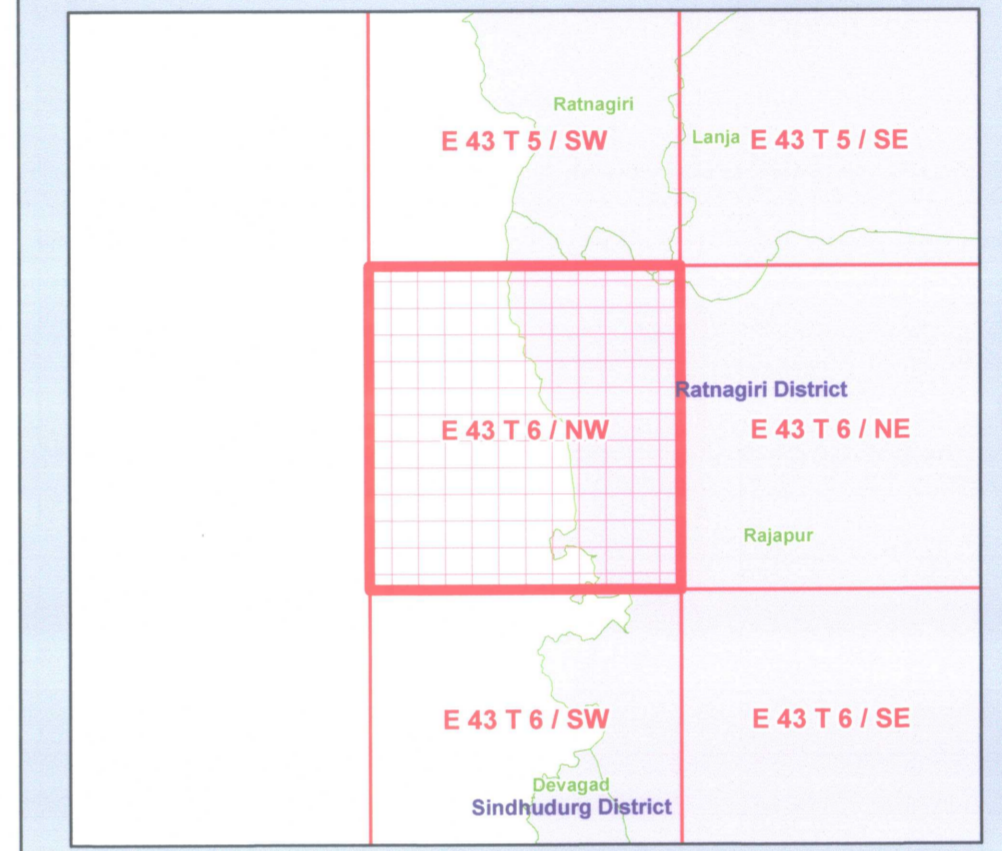 Ratnagiri
E 43 T 5 / SW
Lanja
E 43 T 5 / SE
Ratnagiri District
E 43 T 6 / NW
E 43 T 6 / NE
Rajapur
E 43 T 6 / SW
E 43 T 6 / SE
Devagad
Sindhudurg District